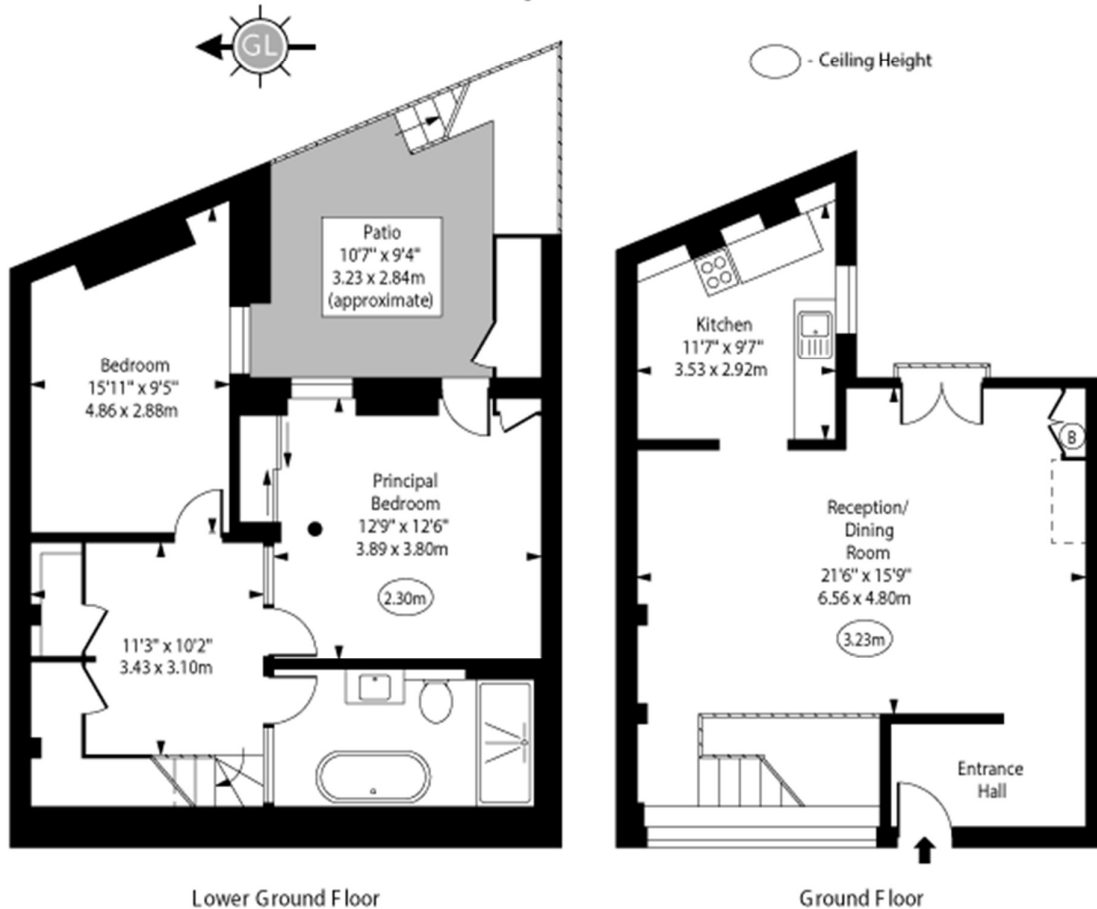 GL
- Ceiling Height
Patio
10'7" x 9'4"
3.23 x 2.84m
(approximate)
Bedroom
15'11" x 9'5"
4.86 x 2.88m
Principal
Bedroom
12'9" x 12'6"
3.89 x 3.80m
2.30m
11'3" x 10'2"
3.43 x 3.10m
Lower Ground Floor
Kitchen
11'7" x 9'7"
3.53 x 2.92m
B
Reception/
Dining
Room
21'6" x 15'9"
6.56 x 4.80m
3.23m
Entrance
Hall
Ground Floor